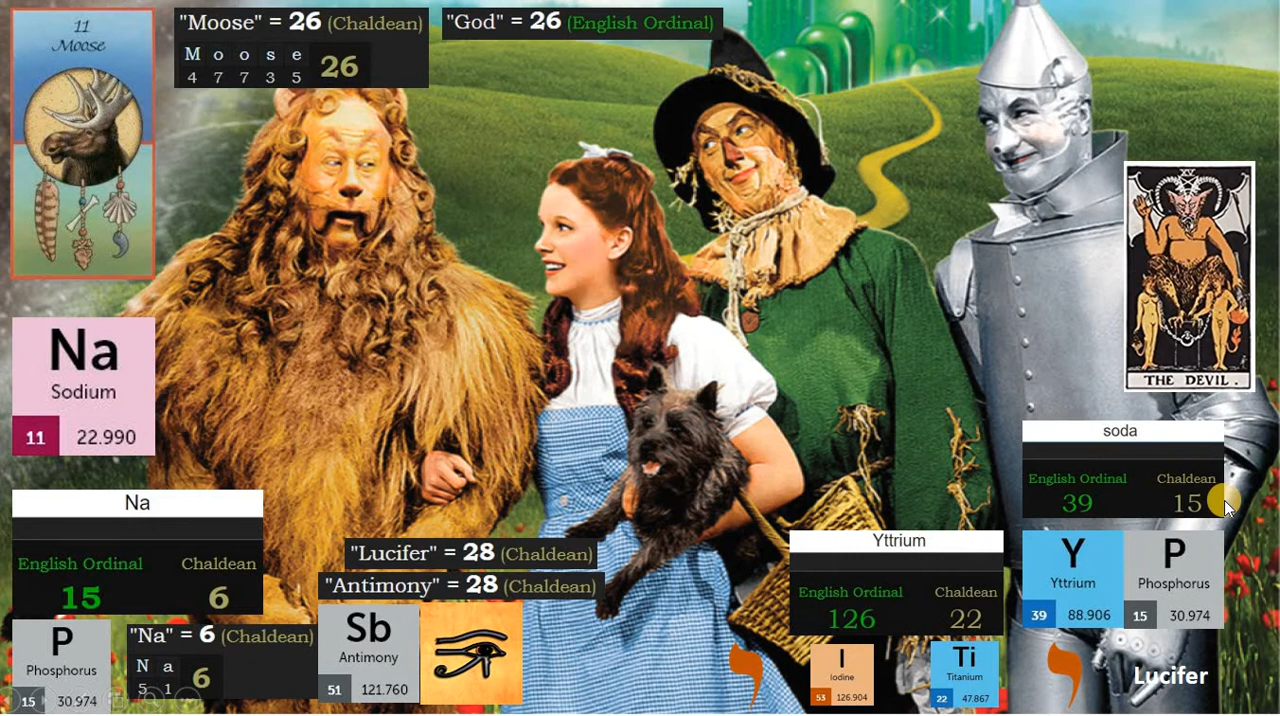 11
Moose
"Moose" = 26 (Chaldean)
M o o s e
4 7 7 3 5
26
"God" = 26 (English Ordinal)
XV
THE DEVIL.
Na
Sodium
11 22.990
Na
English Ordinal Chaldean
15 6
P
Phosphorus
15 30.974
"Na" = 6 (Chaldean)
N a
5 1
6
"Lucifer" = 28 (Chaldean)
"Antimony" = 28 (Chaldean)
Sb
Antimony
51 121.760
Yttrium
English Ordinal Chaldean
126 22
י
I
Iodine
53 126.904
Ti
Titanium
22 47.867
soda
English Ordinal Chaldean
39 15
Y
Yttrium
39 88.906
P
Phosphorus
15 30.974
י
Lucifer